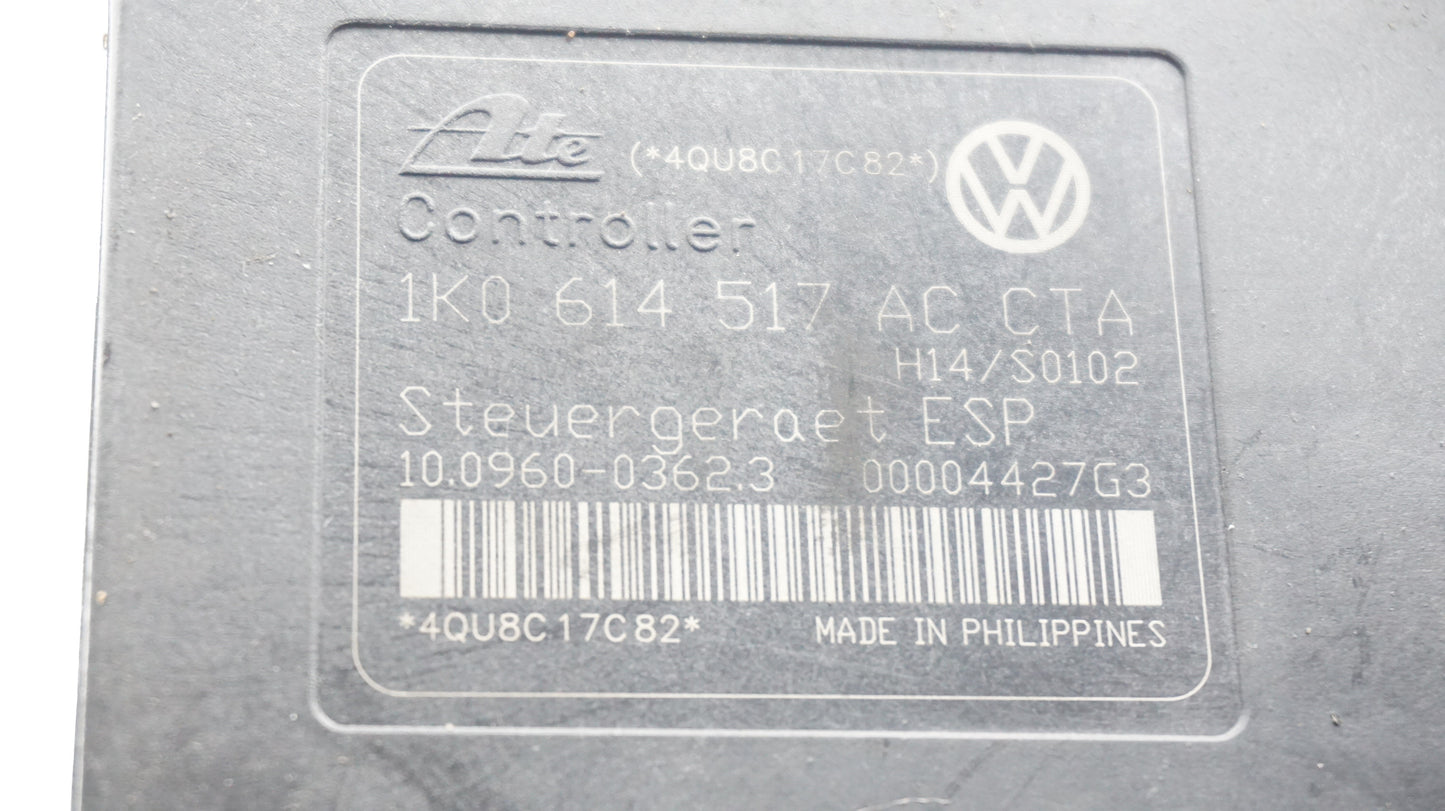 Ate (*4QU8C17C82*)
Controller
1K0 614 517 AC CTA
H14/S0102
Steuergeraet ESP
10.0960-0362.3 00004427G3
*4QU8C17C82* MADE IN PHILIPPINES